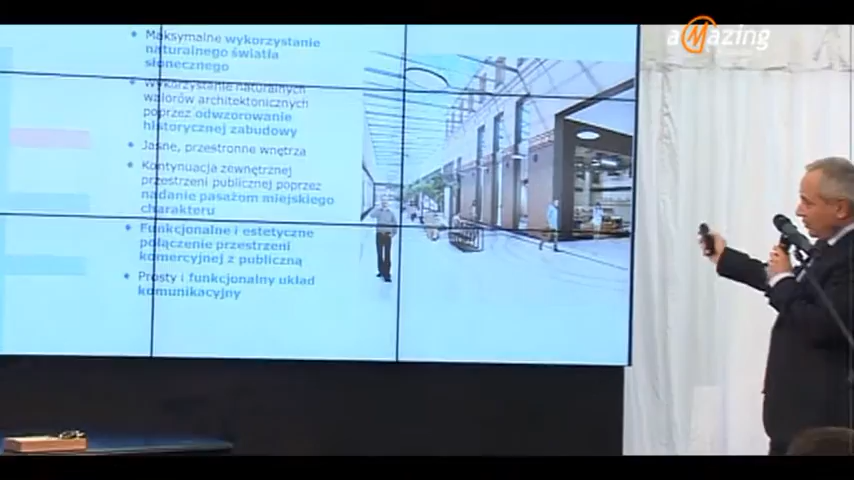 aMazing
Maksymalne wykorzystanie
naturalnego światła
słonecznego
Wykorzystanie naturalnych
walorów architektonicznych
poprzez odwzorowanie
historycznej zabudowy
Jasne, przestronne wnętrza
Kontynuacja zewnętrznej
przestrzeni publicznej poprzez
nadanie pasażom miejskiego
charakteru
Funkcjonalne i estetyczne
połączenie przestrzeni
komercyjnej z publiczną
Prosty i funkcjonalny układ
komunikacyjny